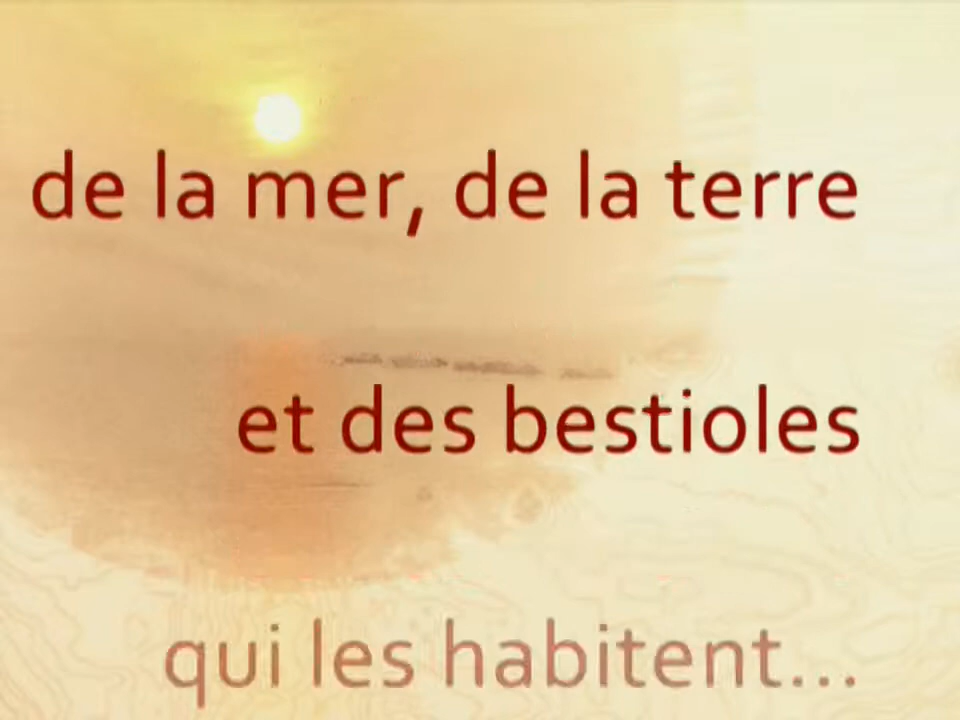 de la mer, de la terre
et des bestioles
qui les habitent...